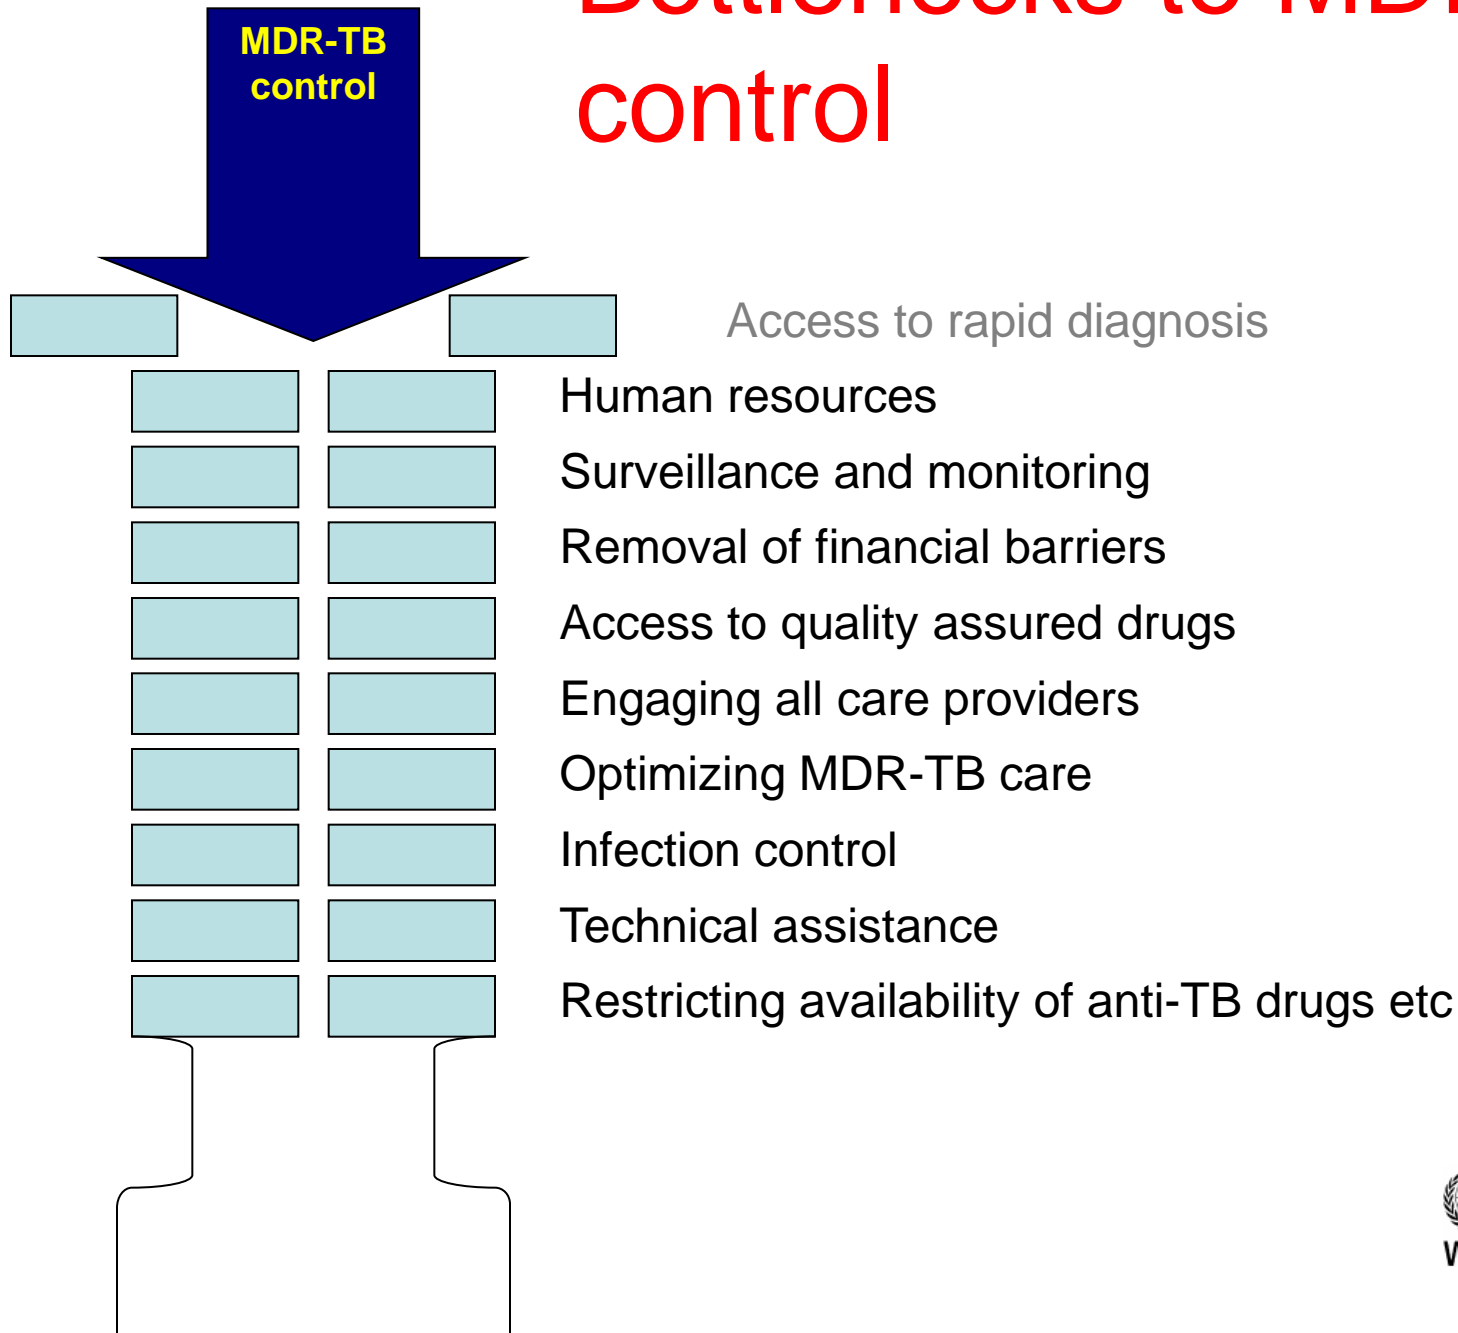 control
MDR-TB
control
Access to rapid diagnosis
Human resources
Surveillance and monitoring
Removal of financial barriers
Access to quality assured drugs
Engaging all care providers
Optimizing MDR-TB care
Infection control
Technical assistance
Restricting availability of anti-TB drugs etc